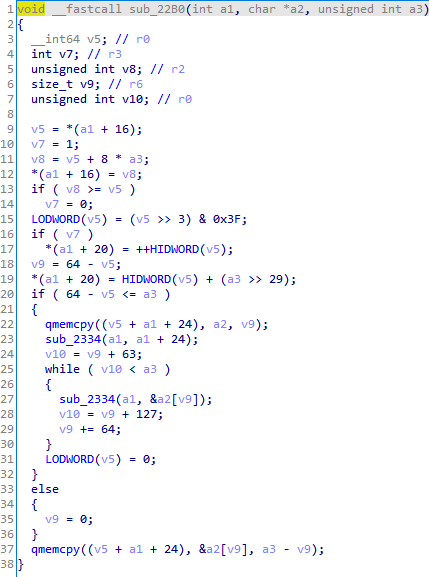 1 void __fastcall sub_22B0(int a1, char *a2, unsigned int a3)
2 {
3 __int64 v5; // r0
4 int v7; // r3
5 unsigned int v8; // r2
6 size_t v9; // r6
7 unsigned int v10; // r0
8
9 v5 = *(a1 + 16);
10 v7 = 1;
11 v8 = v5 + 8 * a3;
12 *(a1 + 16) = v8;
13 if ( v8 >= v5 )
14 v7 = 0;
15 LODWORD(v5) = (v5 >> 3) & 0x3F;
16 if ( v7 )
17 *(a1 + 20) = ++HIDWORD(v5);
18 v9 = 64 - v5;
19 *(a1 + 20) = HIDWORD(v5) + (a3 >> 29);
20 if ( 64 - v5 <= a3 )
21 {
22 qmemcpy((v5 + a1 + 24), a2, v9);
23 sub_2334(a1, a1 + 24);
24 v10 = v9 + 63;
25 while ( v10 < a3 )
26 {
27 sub_2334(a1, &a2[v9]);
28 v10 = v9 + 127;
29 v9 += 64;
30 }
31 LODWORD(v5) = 0;
32 }
33 else
34 {
35 v9 = 0;
36 }
37 qmemcpy((v5 + a1 + 24), &a2[v9], a3 - v9);
38 }